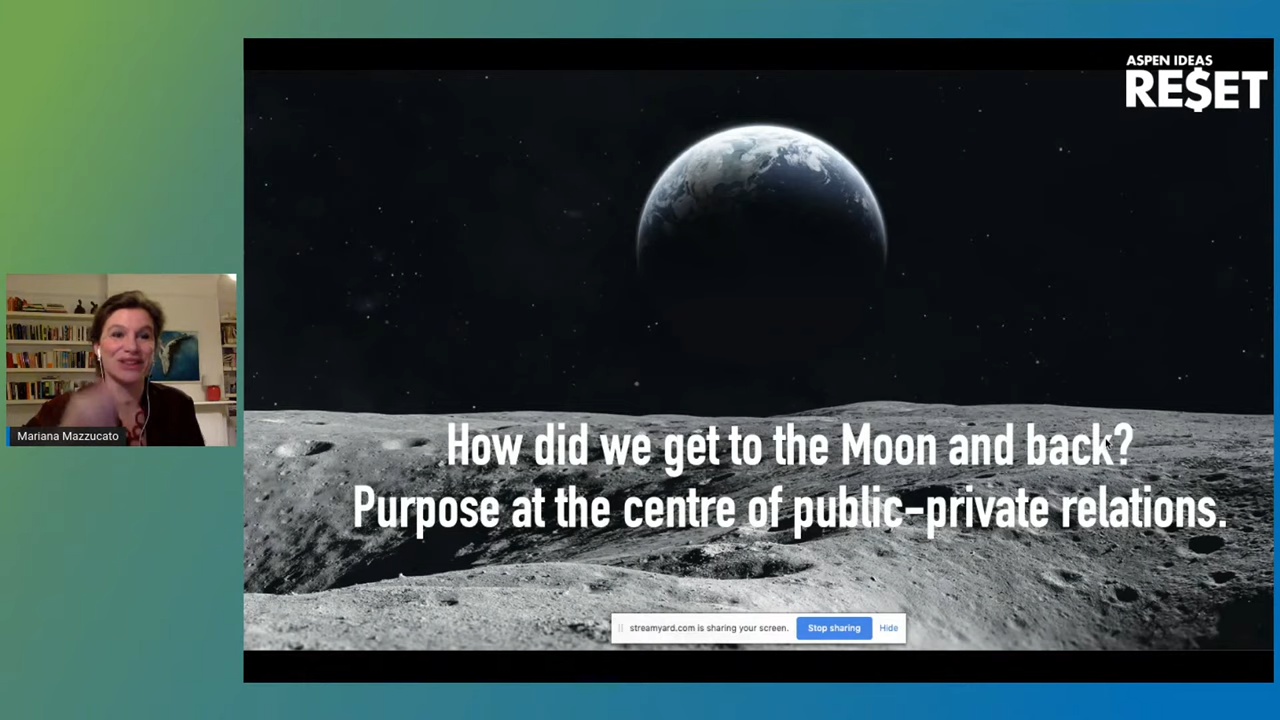 ASPEN IDEAS
RE$ET
Mariana Mazzucato
How did we get to the Moon and back?
Purpose at the centre of public-private relations.
streamyard.com is sharing your screen.
Stop sharing
Hide